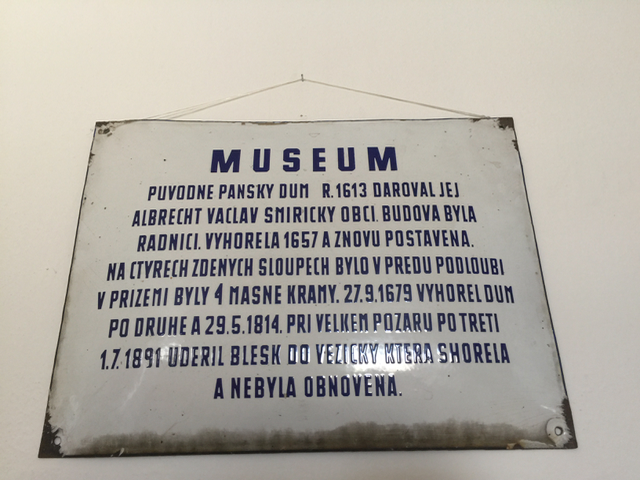 MUSEUM
PUVODNE PANSKY DUM R.1613 DAROVAL JEJ
ALBRECHT VACLAV SMIRICKY OBCI. BUDOVA BYLA
RADNICI. VYHORELA 1657 A ZNOVU POSTAVENA.
NA CTYRECH ZDENYCH SLOUPECH BYLO V PREDU PODLOUBI
V PRIZEMI BYLY 4 MASNE KRAMY. 27.9.1679 VYHOREL DUM
PO DRUHE A 29.5.1814. PRI VELKEM POZARU PO TRETI
1.7.1891 UDERIL BLESK DO VEZICKY KTERA SHORELA
A NEBYLA OBNOVENA.